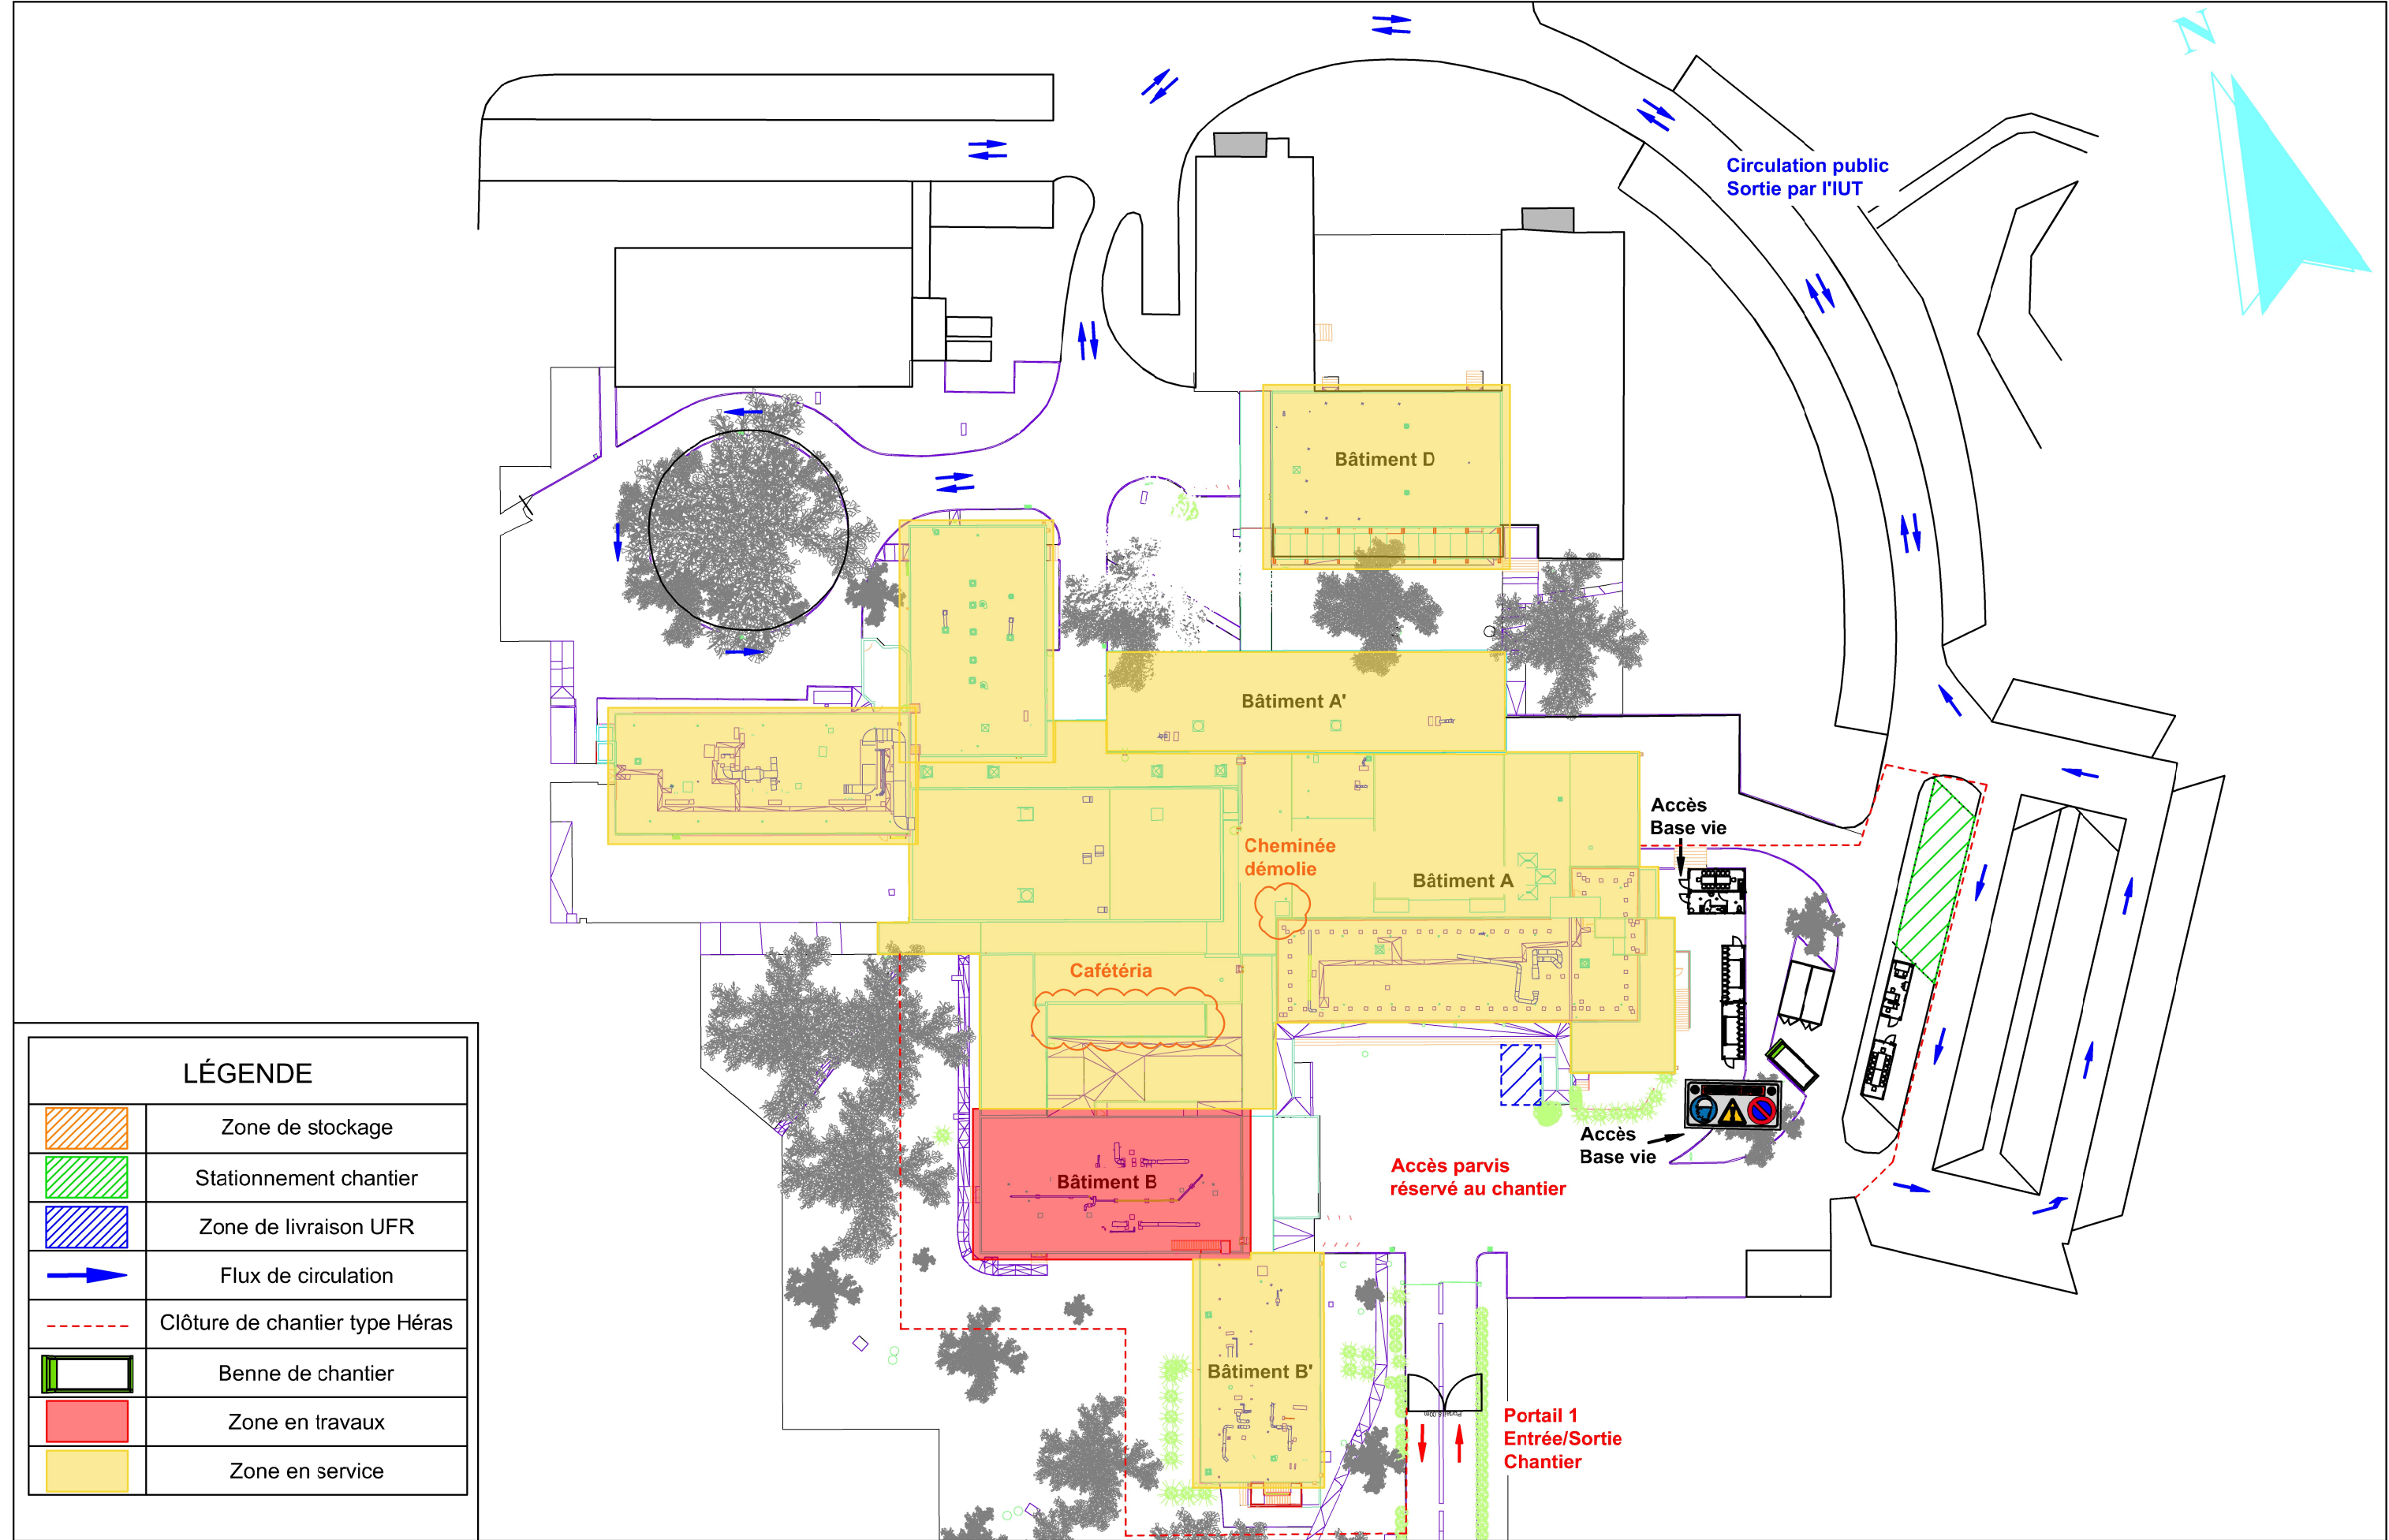 N
Circulation public
Sortie par l'IUT
Bâtiment D
Bâtiment A'
Accès
Base vie
Cheminée
démolie
Bâtiment A
Cafétéria
Accès
Base vie
Accès parvis
réservé au chantier
Bâtiment B
Bâtiment B'
Portail 1
Entrée/Sortie
Chantier
LÉGENDE
Zone de stockage
Stationnement chantier
Zone de livraison UFR
Flux de circulation
Clôture de chantier type Héras
Benne de chantier
Zone en travaux
Zone en service